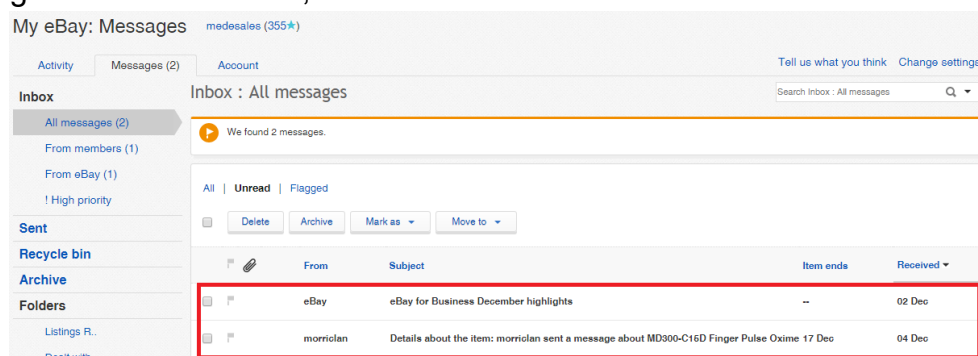 My eBay: Messages medesales (355★)
Activity Messages (2) Account Tell us what you think Change settings
Inbox Inbox : All messages Search Inbox : All messages
All messages (2) We found 2 messages.
From members (1)
From eBay (1)
All | Unread | Flagged
! High priority
Sent Delete Archive Mark as Move to
Recycle bin
From Subject Item ends Received
Archive
Folders eBay eBay for Business December highlights -- 02 Dec
Listings R..
morriclan Details about the item: morriclan sent a message about MD300-C15D Finger Pulse Oxime 17 Dec 04 Dec